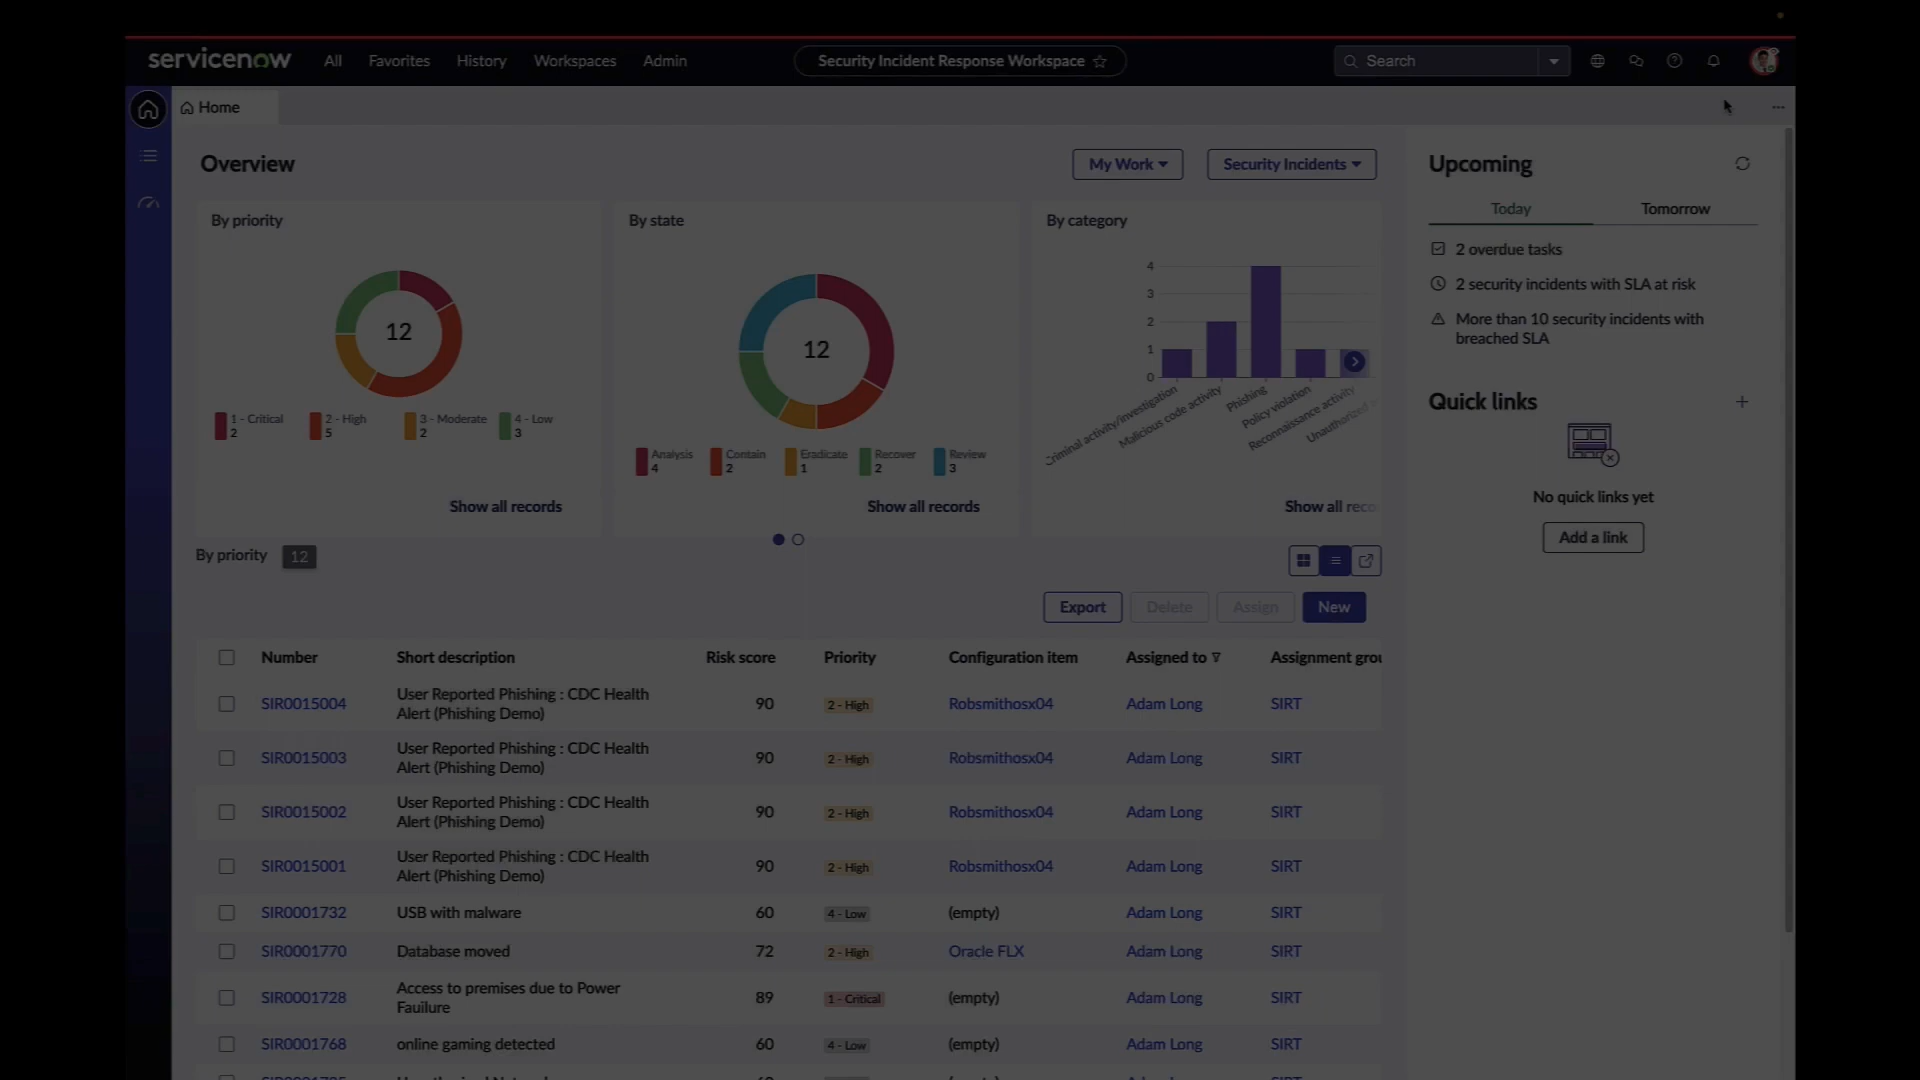 servicenow
All
Favorites
History
Workspaces
Admin
Security Incident Response Workspace
Search
Home
Overview
My Work
Security Incidents
By priority
12
1 - Critical
2
2 - High
5
3 - Moderate
2
4 - Low
3
Show all records
By state
12
Analysis
4
Contain
2
Eradicate
1
Recover
2
Review
3
Show all records
By category
4
3
2
1
0
Criminal activity/investigation
Malicious code activity
Phishing
Policy violation
Reconnaissance activity
Unauthorized
Show all reco
Upcoming
Today
Tomorrow
2 overdue tasks
2 security incidents with SLA at risk
More than 10 security incidents with
breached SLA
Quick links
No quick links yet
Add a link
By priority 12
Export
Delete
Assign
New
Number Short description Risk score Priority Configuration item Assigned to Assignment grou
SIR0015004 User Reported Phishing : CDC Health 90 2 - High Robsmithosx04 Adam Long SIRT
Alert (Phishing Demo)
SIR0015003 User Reported Phishing : CDC Health 90 2 - High Robsmithosx04 Adam Long SIRT
Alert (Phishing Demo)
SIR0015002 User Reported Phishing : CDC Health 90 2 - High Robsmithosx04 Adam Long SIRT
Alert (Phishing Demo)
SIR0015001 User Reported Phishing : CDC Health 90 2 - High Robsmithosx04 Adam Long SIRT
Alert (Phishing Demo)
SIR0001732 USB with malware 60 4 - Low (empty) Adam Long SIRT
SIR0001770 Database moved 72 2 - High Oracle FLX Adam Long SIRT
SIR0001728 Access to premises due to Power 89 1 - Critical (empty) Adam Long SIRT
Fauilure
SIR0001768 online gaming detected 60 4 - Low (empty) Adam Long SIRT